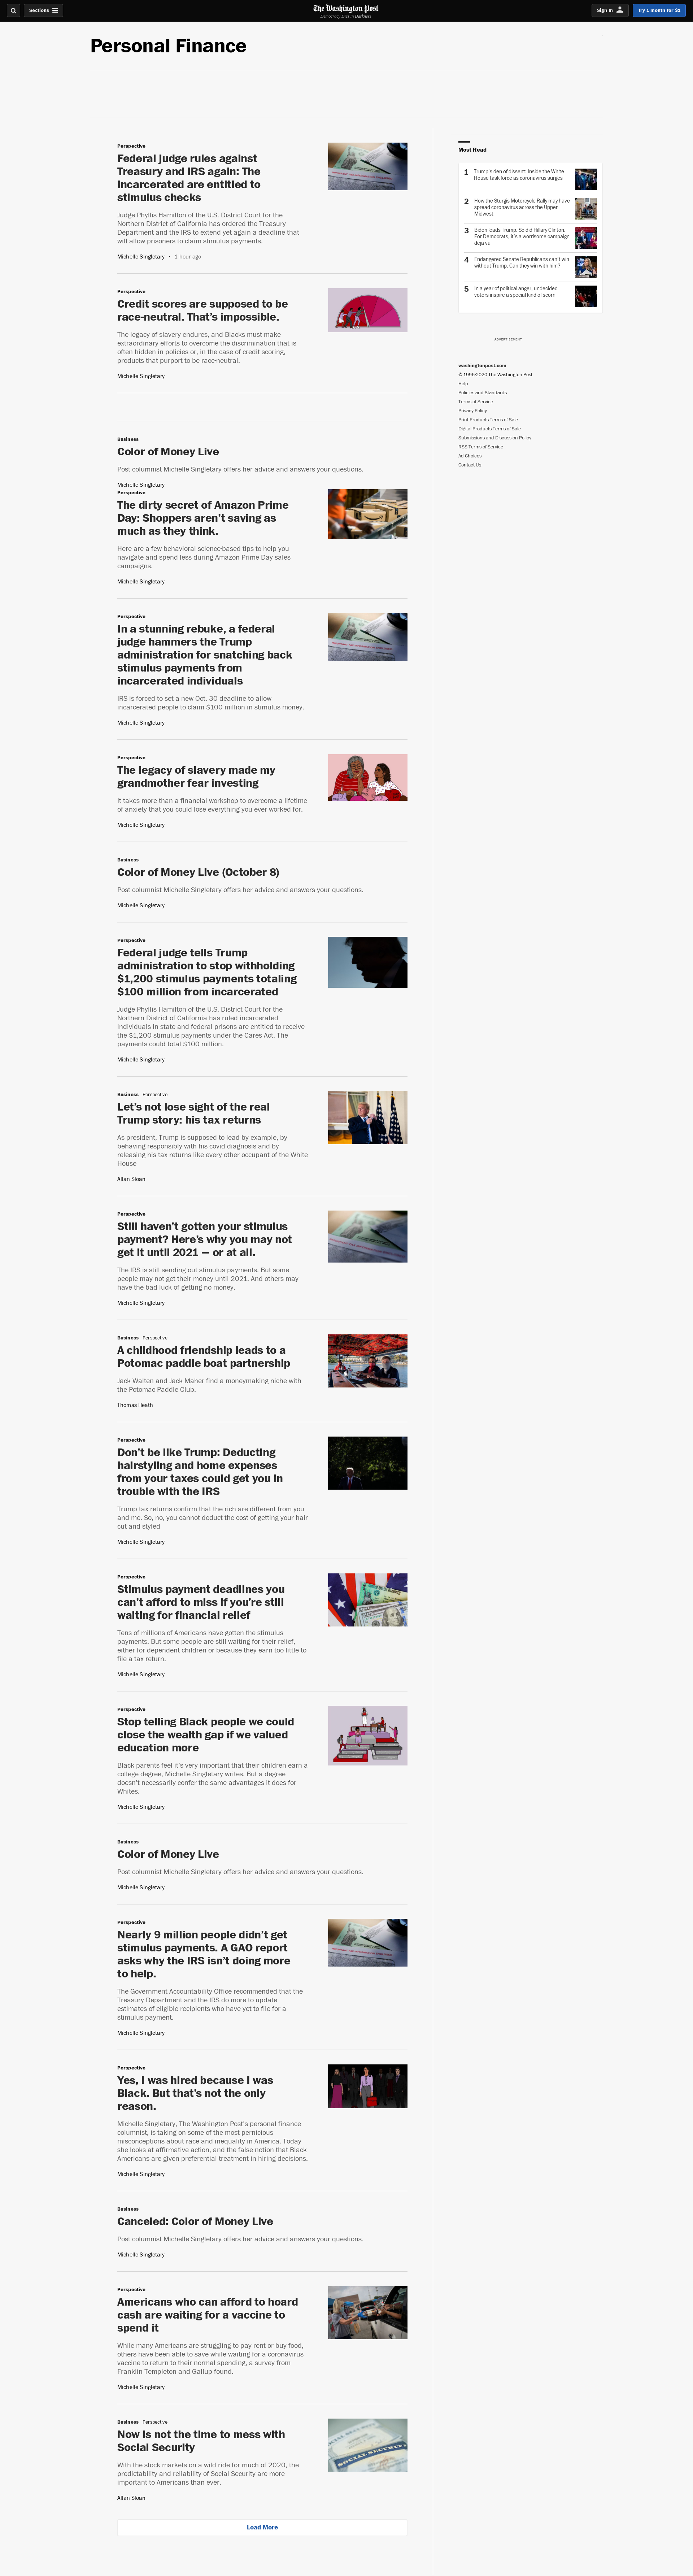 Sections
The Washington Post
Democracy Dies in Darkness
Sign In
Try 1 month for $1
Personal Finance
Perspective
Federal judge rules against
Treasury and IRS again: The
incarcerated are entitled to
stimulus checks
Judge Phyllis Hamilton of the U.S. District Court for the
Northern District of California has ordered the Treasury
Department and the IRS to extend yet again a deadline that
will allow prisoners to claim stimulus payments.
Michelle Singletary • 1 hour ago
Perspective
Credit scores are supposed to be
race-neutral. That’s impossible.
The legacy of slavery endures, and Blacks must make
extraordinary efforts to overcome the discrimination that is
often hidden in policies or, in the case of credit scoring,
products that purport to be race-neutral.
Michelle Singletary
Business
Color of Money Live
Post columnist Michelle Singletary offers her advice and answers your questions.
Michelle Singletary
Perspective
The dirty secret of Amazon Prime
Day: Shoppers aren’t saving as
much as they think.
Here are a few behavioral science-based tips to help you
navigate and spend less during Amazon Prime Day sales
campaigns.
Michelle Singletary
Perspective
In a stunning rebuke, a federal
judge hammers the Trump
administration for snatching back
stimulus payments from
incarcerated individuals
IRS is forced to set a new Oct. 30 deadline to allow
incarcerated people to claim $100 million in stimulus money.
Michelle Singletary
Perspective
The legacy of slavery made my
grandmother fear investing
It takes more than a financial workshop to overcome a lifetime
of anxiety that you could lose everything you ever worked for.
Michelle Singletary
Business
Color of Money Live (October 8)
Post columnist Michelle Singletary offers her advice and answers your questions.
Michelle Singletary
Perspective
Federal judge tells Trump
administration to stop withholding
$1,200 stimulus payments totaling
$100 million from incarcerated
Judge Phyllis Hamilton of the U.S. District Court for the
Northern District of California has ruled incarcerated
individuals in state and federal prisons are entitled to receive
the $1,200 stimulus payments under the Cares Act. The
payments could total $100 million.
Michelle Singletary
Business Perspective
Let’s not lose sight of the real
Trump story: his tax returns
As president, Trump is supposed to lead by example, by
behaving responsibly with his covid diagnosis and by
releasing his tax returns like every other occupant of the White
House
Allan Sloan
Perspective
Still haven’t gotten your stimulus
payment? Here’s why you may not
get it until 2021 — or at all.
The IRS is still sending out stimulus payments. But some
people may not get their money until 2021. And others may
have the bad luck of getting no money.
Michelle Singletary
Business Perspective
A childhood friendship leads to a
Potomac paddle boat partnership
Jack Walten and Jack Maher find a moneymaking niche with
the Potomac Paddle Club.
Thomas Heath
Perspective
Don’t be like Trump: Deducting
hairstyling and home expenses
from your taxes could get you in
trouble with the IRS
Trump tax returns confirm that the rich are different from you
and me. So, no, you cannot deduct the cost of getting your hair
cut and styled
Michelle Singletary
Perspective
Stimulus payment deadlines you
can’t afford to miss if you’re still
waiting for financial relief
Tens of millions of Americans have gotten the stimulus
payments. But some people are still waiting for their relief,
either for dependent children or because they earn too little to
file a tax return.
Michelle Singletary
Perspective
Stop telling Black people we could
close the wealth gap if we valued
education more
Black parents feel it’s very important that their children earn a
college degree, Michelle Singletary writes. But a degree
doesn’t necessarily confer the same advantages it does for
Whites.
Michelle Singletary
Business
Color of Money Live
Post columnist Michelle Singletary offers her advice and answers your questions.
Michelle Singletary
Perspective
Nearly 9 million people didn’t get
stimulus payments. A GAO report
asks why the IRS isn’t doing more
to help.
The Government Accountability Office recommended that the
Treasury Department and the IRS do more to update
estimates of eligible recipients who have yet to file for a
stimulus payment.
Michelle Singletary
Perspective
Yes, I was hired because I was
Black. But that’s not the only
reason.
Michelle Singletary, The Washington Post’s personal finance
columnist, is taking on some of the most pernicious
misconceptions about race and inequality in America. Today
she looks at affirmative action, and the false notion that Black
Americans are given preferential treatment in hiring decisions.
Michelle Singletary
Business
Canceled: Color of Money Live
Post columnist Michelle Singletary offers her advice and answers your questions.
Michelle Singletary
Perspective
Americans who can afford to hoard
cash are waiting for a vaccine to
spend it
While many Americans are struggling to pay rent or buy food,
others have been able to save while waiting for a coronavirus
vaccine to return to their normal spending, a survey from
Franklin Templeton and Gallup found.
Michelle Singletary
Business Perspective
Now is not the time to mess with
Social Security
With the stock markets on a wild ride for much of 2020, the
predictability and reliability of Social Security are more
important to Americans than ever.
Allan Sloan
SOCIAL SECURITY
Load More
Most Read
1 Trump’s den of dissent: Inside the White
House task force as coronavirus surges
2 How the Sturgis Motorcycle Rally may have
spread coronavirus across the Upper
Midwest
3 Biden leads Trump. So did Hillary Clinton.
For Democrats, it’s a worrisome campaign
deja vu
4 Endangered Senate Republicans can’t win
without Trump. Can they win with him?
5 In a year of political anger, undecided
voters inspire a special kind of scorn
ADVERTISEMENT
washingtonpost.com
© 1996-2020 The Washington Post
Help
Policies and Standards
Terms of Service
Privacy Policy
Print Products Terms of Sale
Digital Products Terms of Sale
Submissions and Discussion Policy
RSS Terms of Service
Ad Choices
Contact Us